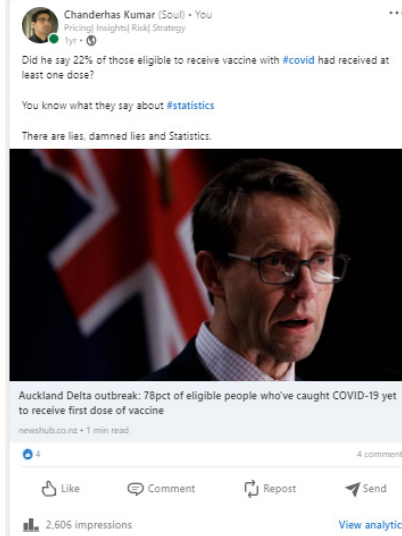 Chanderhas Kumar (Soul) • You
Pricing| Insights| Risk| Strategy
1yr •
Did he say 22% of those eligible to receive vaccine with #covid had received at
least one dose?
You know what they say about #statistics
There are lies, damned lies and Statistics.
Auckland Delta outbreak: 78pct of eligible people who've caught COVID-19 yet
to receive first dose of vaccine
newshub.co.nz • 1 min read
4
4 comment
Like
Comment
Repost
Send
2,606 impressions
View analytic